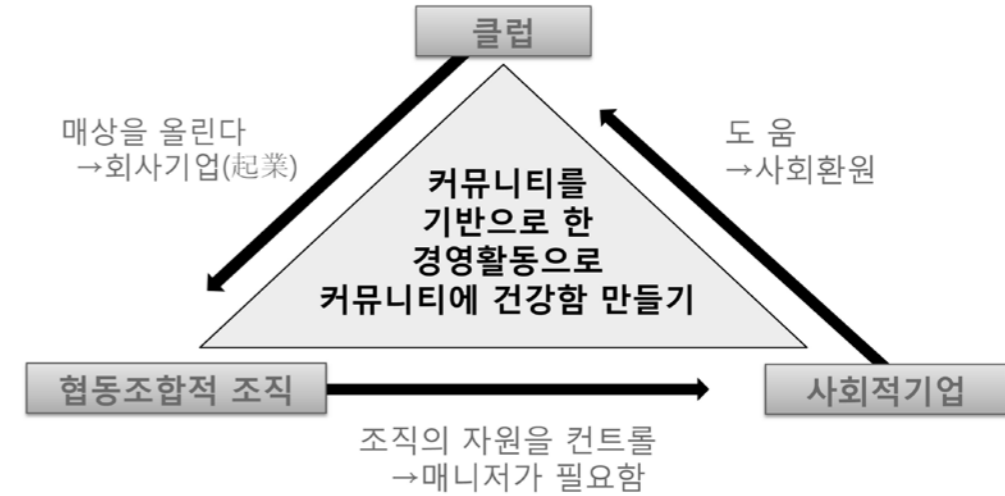 클럽
매상을 올린다
→회사기업(起業)
도 움
→사회환원
커뮤니티를
기반으로 한
경영활동으로
커뮤니티에 건강함 만들기
협동조합적 조직
사회적기업
조직의 자원을 컨트롤
→매니저가 필요함